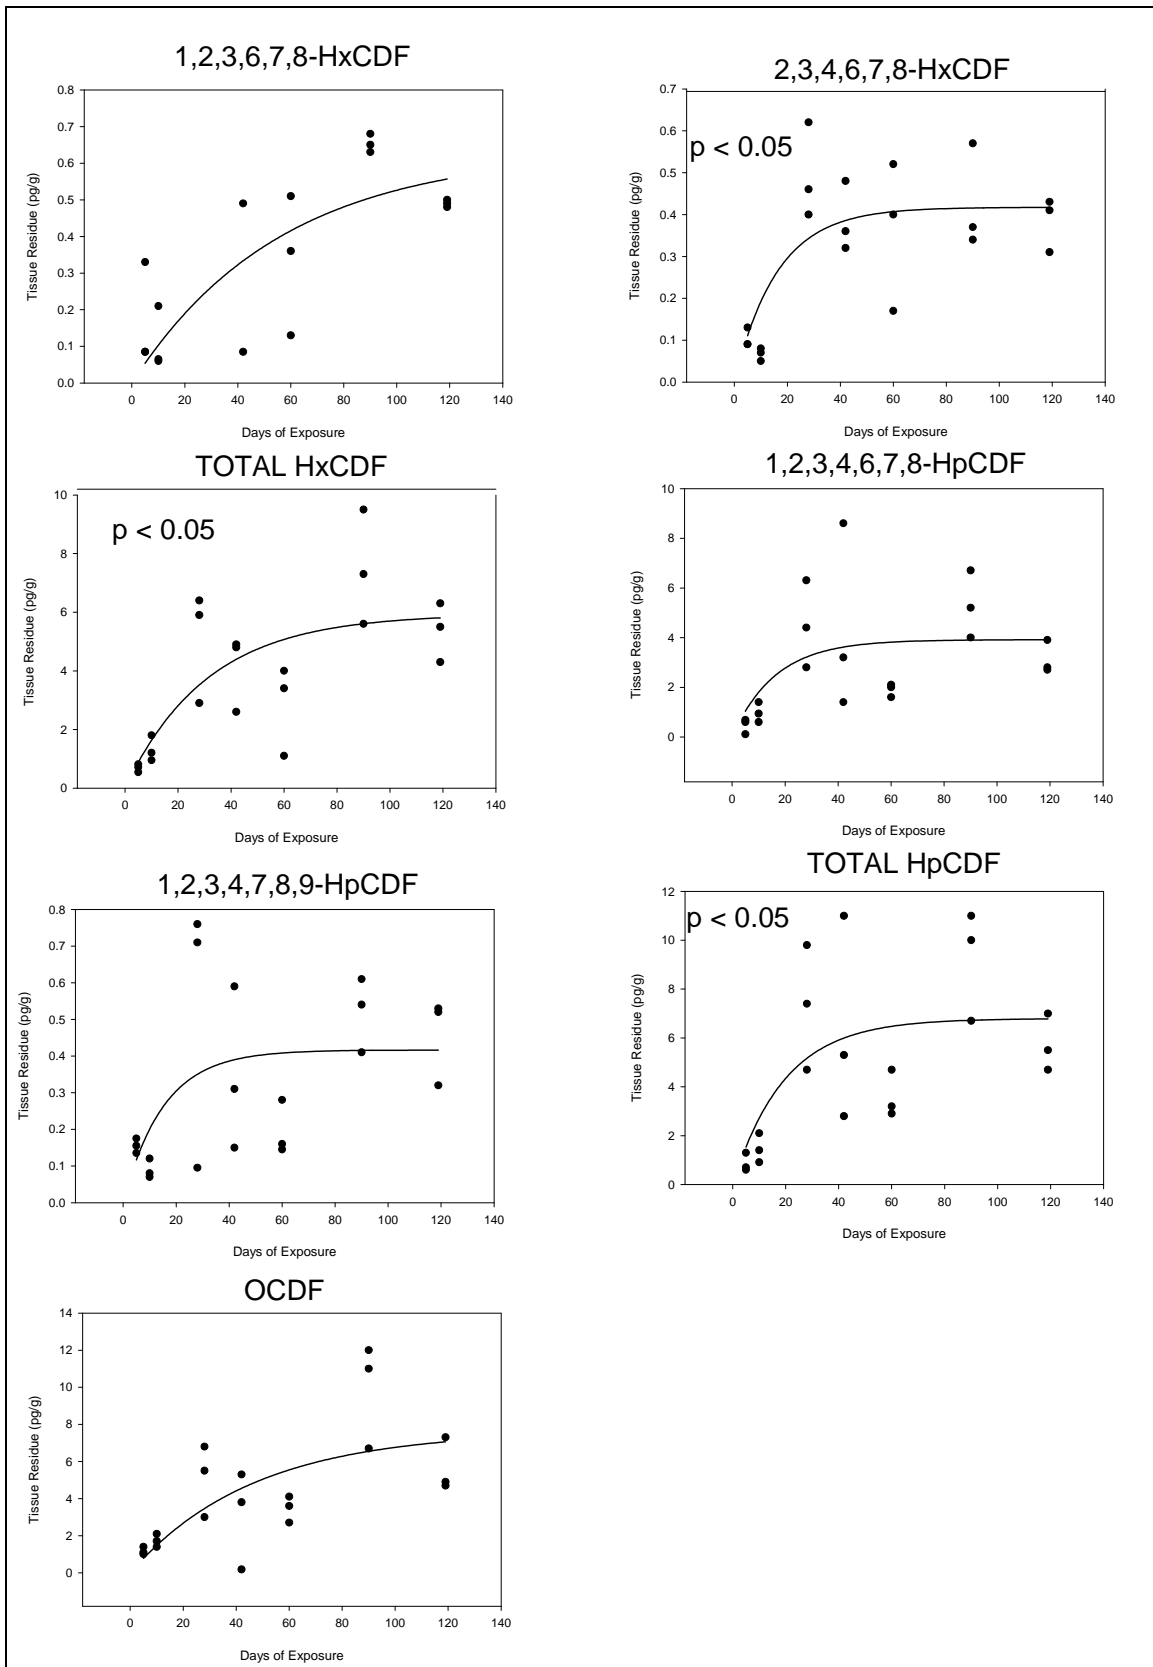 1,2,3,6,7,8-HxCDF
0.8
0.7
0.6
0.5
0.4
0.3
0.2
0.1
0.0
Tissue Residue (pg/g)
0 20 40 60 80 100 120 140
Days of Exposure
2,3,4,6,7,8-HxCDF
p < 0.05
0.7
0.6
0.5
0.4
0.3
0.2
0.1
0.0
Tissue Residue (pg/g)
0 20 40 60 80 100 120 140
Days of Exposure
TOTAL HxCDF
p < 0.05
10
8
6
4
2
0
Tissue Residue (pg/g)
0 20 40 60 80 100 120 140
Days of Exposure
1,2,3,4,6,7,8-HpCDF
10
8
6
4
2
0
Tissue Residue (pg/g)
0 20 40 60 80 100 120 140
Days of Exposure
1,2,3,4,7,8,9-HpCDF
0.8
0.7
0.6
0.5
0.4
0.3
0.2
0.1
0.0
Tissue Residue (pg/g)
0 20 40 60 80 100 120 140
Days of Exposure
TOTAL HpCDF
p < 0.05
12
10
8
6
4
2
0
Tissue Residue (pg/g)
0 20 40 60 80 100 120 140
Days of Exposure
OCDF
14
12
10
8
6
4
2
0
Tissue Residue (pg/g)
0 20 40 60 80 100 120 140
Days of Exposure